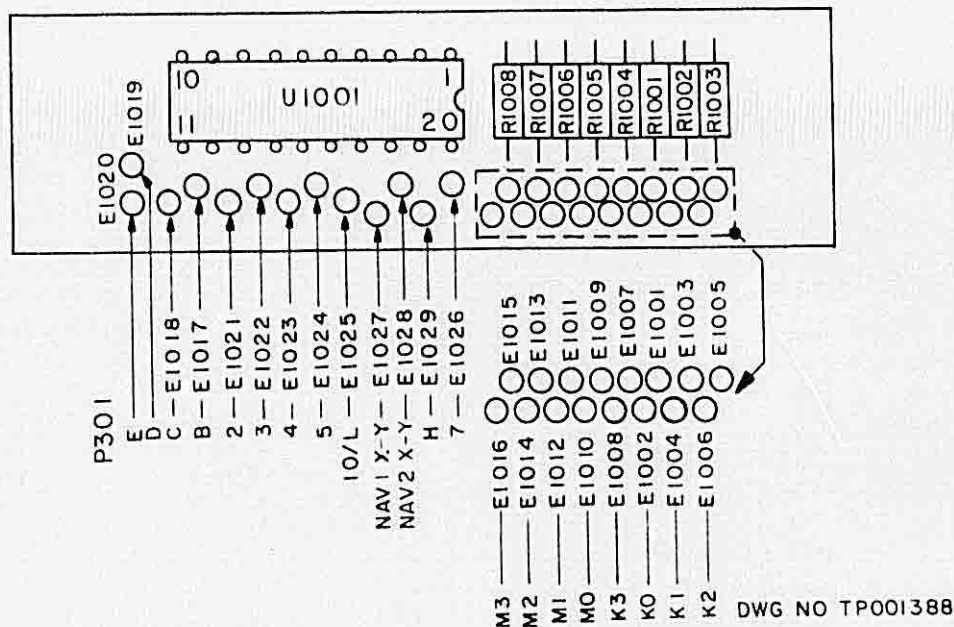 10
1
U1001
11
20
R1008
R1007
R1006
R1005
R1004
R1001
R1002
R1003
E1020
E1019
P301
E
D
C E1018
B E1017
2 E1021
3 E1022
4 E1023
5 E1024
10/L E1025
NAV1 X-Y E1027
NAV2 X-Y E1028
H E1029
7 E1026
E1015
E1013
E1011
E1009
E1007
E1001
E1003
E1005
M3 E1016
M2 E1014
M1 E1012
M0 E1010
K3 E1008
K0 E1002
K1 E1004
K2 E1006
DWG NO TP001388